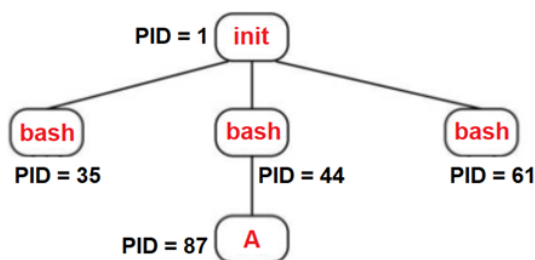 PID = 1 init
bash bash bash
PID = 35 PID = 44 PID = 61
PID = 87 A